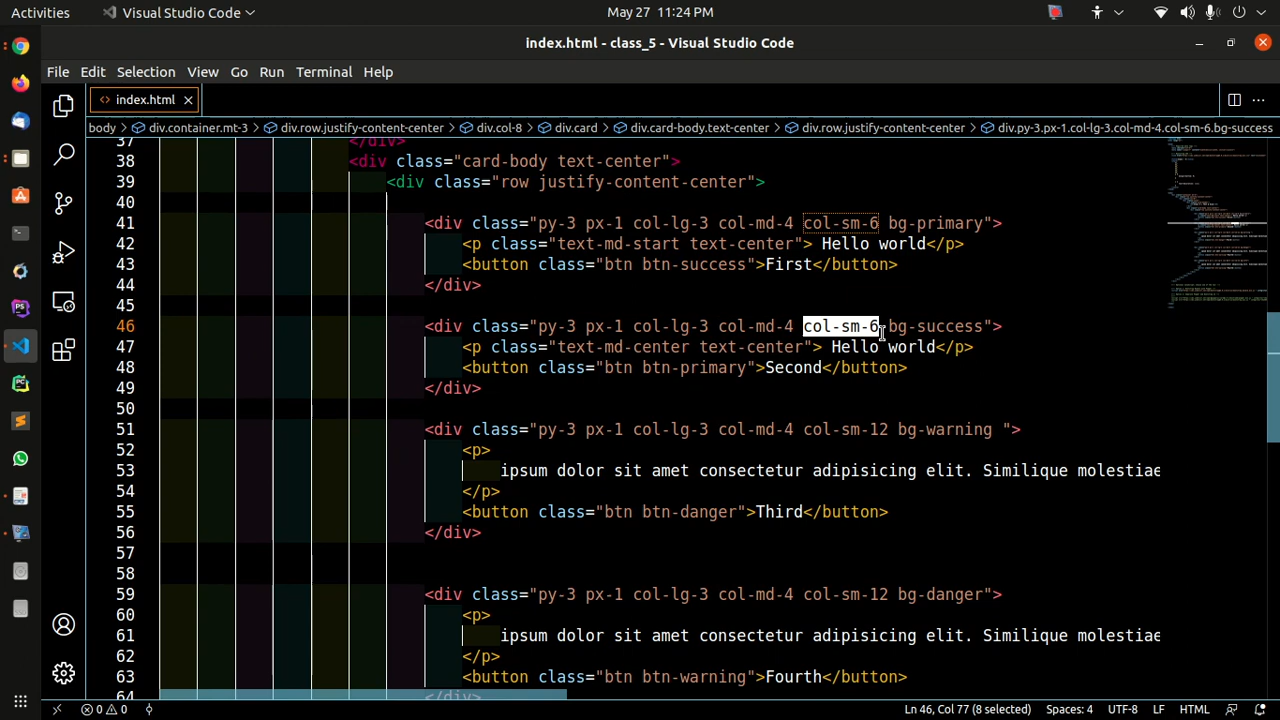 Activities
Visual Studio Code
May 27 11:24 PM
index.html - class_5 - Visual Studio Code
File Edit Selection View Go Run Terminal Help
<> index.html
body > div.container.mt-3 > div.row.justify-content-center > div.col-8 > div.card > div.card-body.text-center > div.row.justify-content-center > div.py-3.px-1.col-lg-3.col-md-4.col-sm-6.bg-success
37 </div>
38 <div class="card-body text-center">
39 <div class="row justify-content-center">
40
41 <div class="py-3 px-1 col-lg-3 col-md-4 col-sm-6 bg-primary">
42 <p class="text-md-start text-center"> Hello world</p>
43 <button class="btn btn-success">First</button>
44 </div>
45
46 <div class="py-3 px-1 col-lg-3 col-md-4 col-sm-6 bg-success">
47 <p class="text-md-center text-center"> Hello world</p>
48 <button class="btn btn-primary">Second</button>
49 </div>
50
51 <div class="py-3 px-1 col-lg-3 col-md-4 col-sm-12 bg-warning ">
52 <p>
53 ipsum dolor sit amet consectetur adipisicing elit. Similique molestiae
54 </p>
55 <button class="btn btn-danger">Third</button>
56 </div>
57
58
59 <div class="py-3 px-1 col-lg-3 col-md-4 col-sm-12 bg-danger">
60 <p>
61 ipsum dolor sit amet consectetur adipisicing elit. Similique molestiae
62 </p>
63 <button class="btn btn-warning">Fourth</button>
64 </div>
0 0 Ln 46, Col 77 (8 selected) Spaces: 4 UTF-8 LF HTML